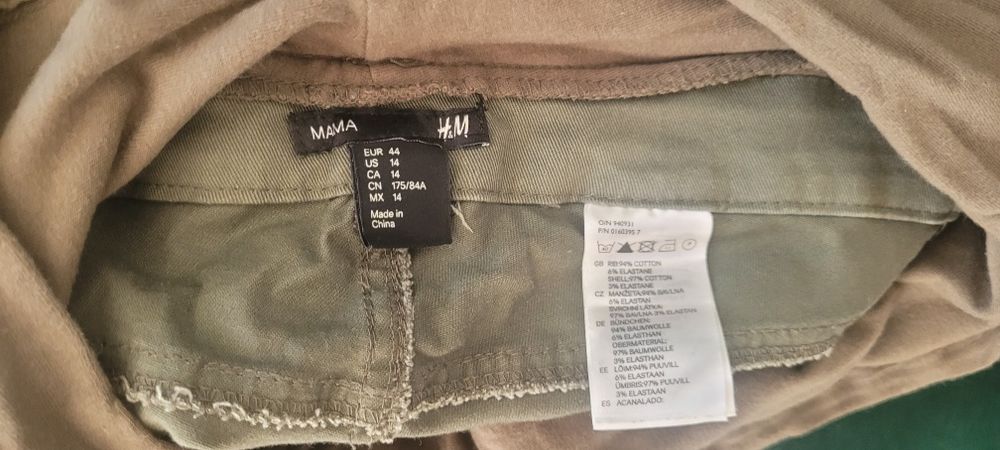 MAMA H&M
EUR 44
US 14
CA 14
CN 175/84A
MX 14
Made in
China
O/N 940931
P/N 0160395 7
GB RIB:94% COTTON
6% ELASTANE
SHELL:97% COTTON
3% ELASTANE
CZ MANŽETA:94% BAVLNA
6% ELASTAN
SVRCHNÍ LÁTKA:
97% BAVLNA 3% ELASTAN
DE BÜNDCHEN:
94% BAUMWOLLE
6% ELASTHAN
OBERMATERIAL:
97% BAUMWOLLE
3% ELASTHAN
EE LÕIM:94% PUUVILL
6% ELASTAAN
ÜMBRIS:97% PUUVILL
3% ELASTAAN
ES ACANALADO: